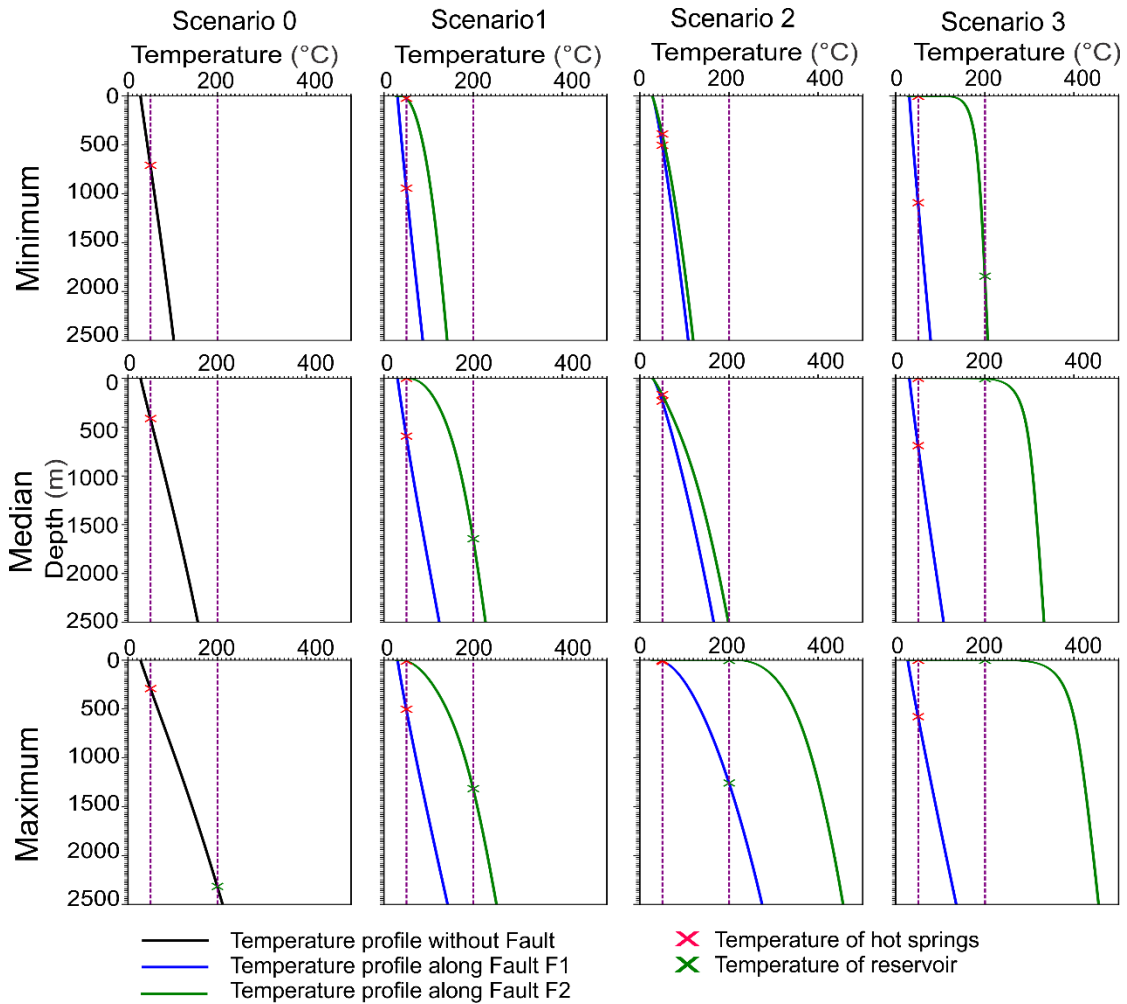 Scenario 0 Scenario1 Scenario 2 Scenario 3
Temperature (°C) Temperature (°C) Temperature (°C) Temperature (°C)
0 200 400 0 200 400 0 200 400 0 200 400
Minimum
0
500
1000
1500
2000
2500
0 200 400 0 200 400 0 200 400 0 200 400
Median
Depth (m)
0
500
1000
1500
2000
2500
0 200 400 0 200 400 0 200 400 0 200 400
Maximum
0
500
1000
1500
2000
2500
Temperature profile without Fault
Temperature profile along Fault F1
Temperature profile along Fault F2
Temperature of hot springs
Temperature of reservoir